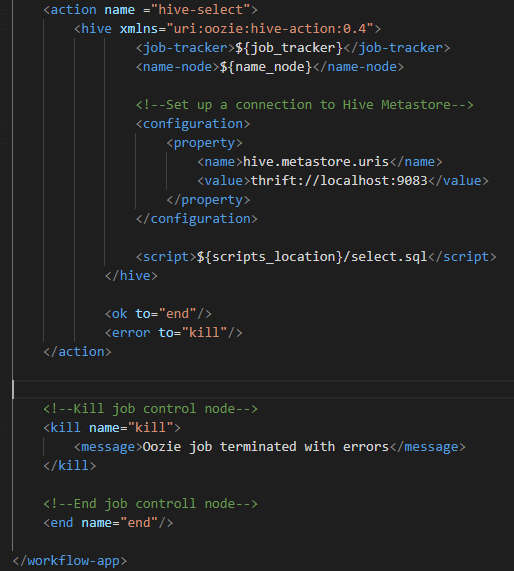 <action name ="hive-select">
<hive xmlns="uri:oozie:hive-action:0.4">
<job-tracker>${job_tracker}</job-tracker>
<name-node>${name_node}</name-node>
<!--Set up a connection to Hive Metastore-->
<configuration>
<property>
<name>hive.metastore.uris</name>
<value>thrift://localhost:9083</value>
</property>
</configuration>
<script>${scripts_location}/select.sql</script>
</hive>
<ok to="end"/>
<error to="kill"/>
</action>
<!--Kill job control node-->
<kill name="kill">
<message>Oozie job terminated with errors</message>
</kill>
<!--End job controll node-->
<end name="end"/>
</workflow-app>